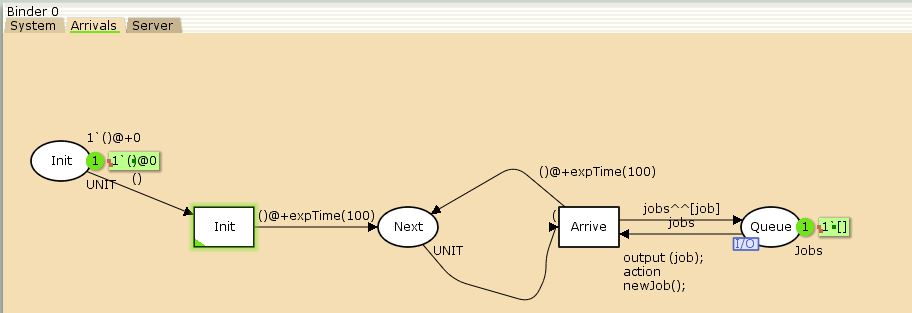 Binder 0
System Arrivals Server
1`()@+0
Init 1 1`()@0
UNIT ()
Init
()@+expTime(100)
Next
UNIT
()@+expTime(100)
(
Arrive
jobs^^[job]
jobs
Queue 1 1`[]
I/O
Jobs
output (job);
action
newJob();